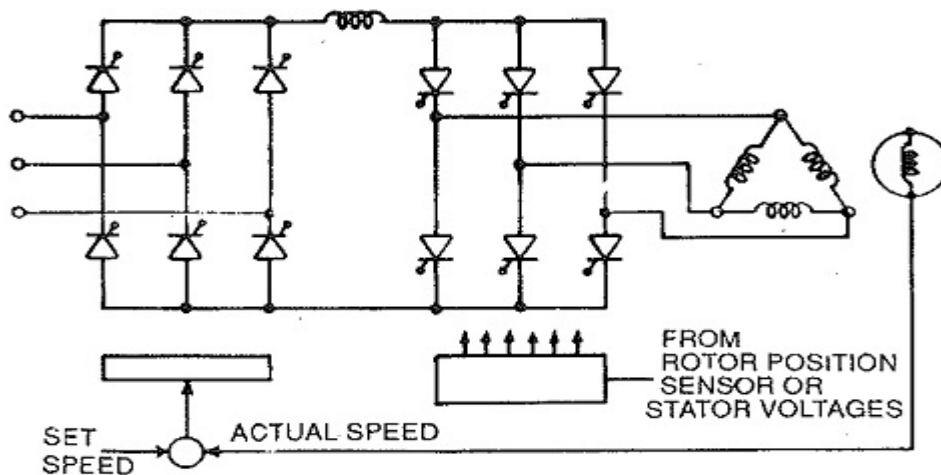 FROM
ROTOR POSITION
SENSOR OR
STATOR VOLTAGES
SET
SPEED
ACTUAL SPEED